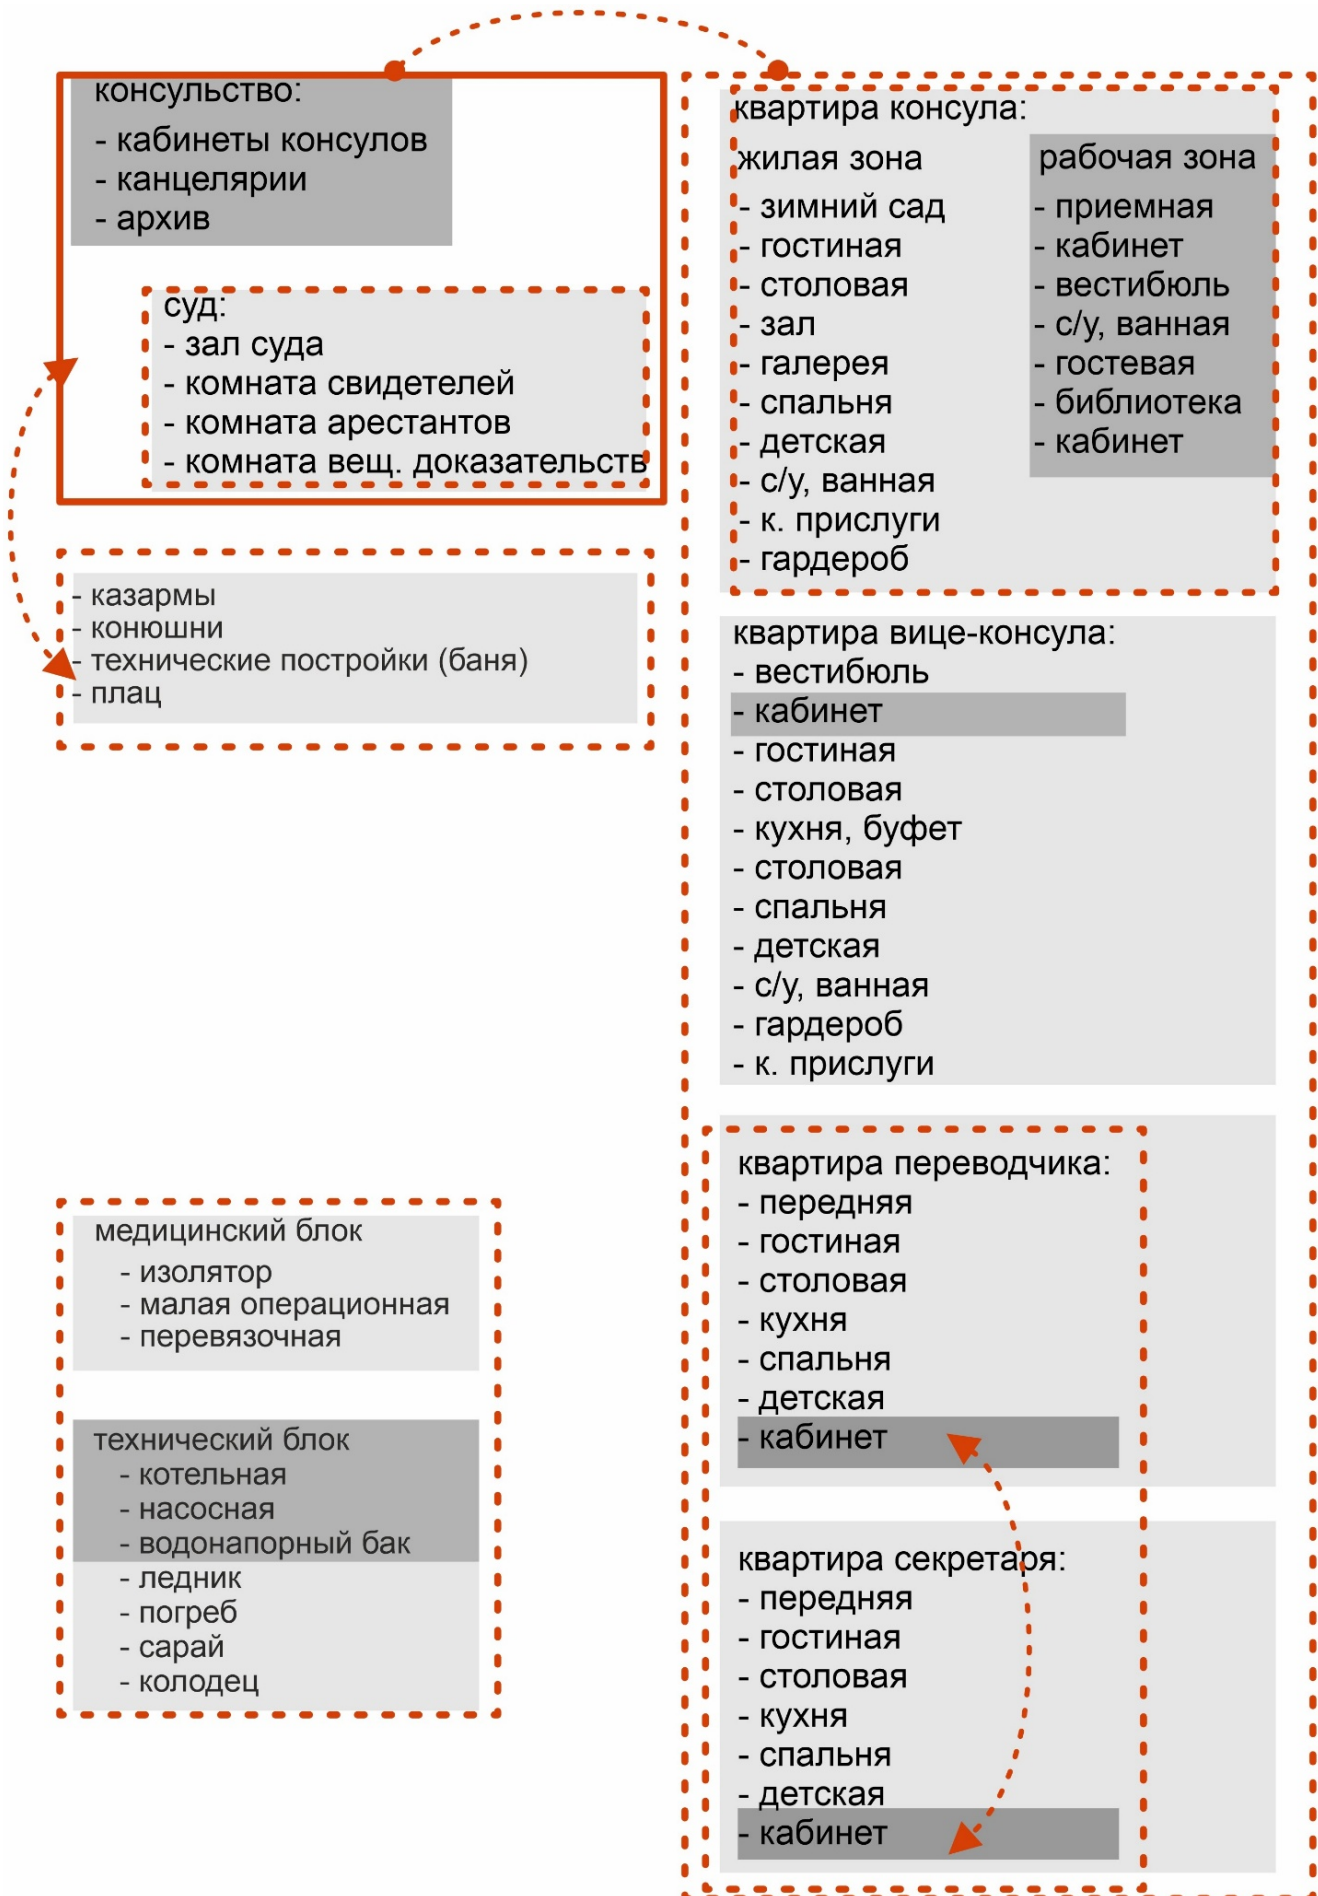 консульство:
- кабинеты консулов
- канцелярии
- архив
суд:
- зал суда
- комната свидетелей
- комната арестантов
- комната вещ. доказательств
- казармы
- конюшни
- технические постройки (баня)
- плац
медицинский блок
- изолятор
- малая операционная
- перевязочная
технический блок
- котельная
- насосная
- водонапорный бак
- ледник
- погреб
- сарай
- колодец
квартира консула:
жилая зона
- зимний сад
- гостиная
- столовая
- зал
- галерея
- спальня
- детская
- с/у, ванная
- к. прислуги
- гардероб
рабочая зона
- приемная
- кабинет
- вестибюль
- с/у, ванная
- гостевая
- библиотека
- кабинет
квартира вице-консула:
- вестибюль
- кабинет
- гостиная
- столовая
- кухня, буфет
- столовая
- спальня
- детская
- с/у, ванная
- гардероб
- к. прислуги
квартира переводчика:
- передняя
- гостиная
- столовая
- кухня
- спальня
- детская
- кабинет
квартира секретаря:
- передняя
- гостиная
- столовая
- кухня
- спальня
- детская
- кабинет